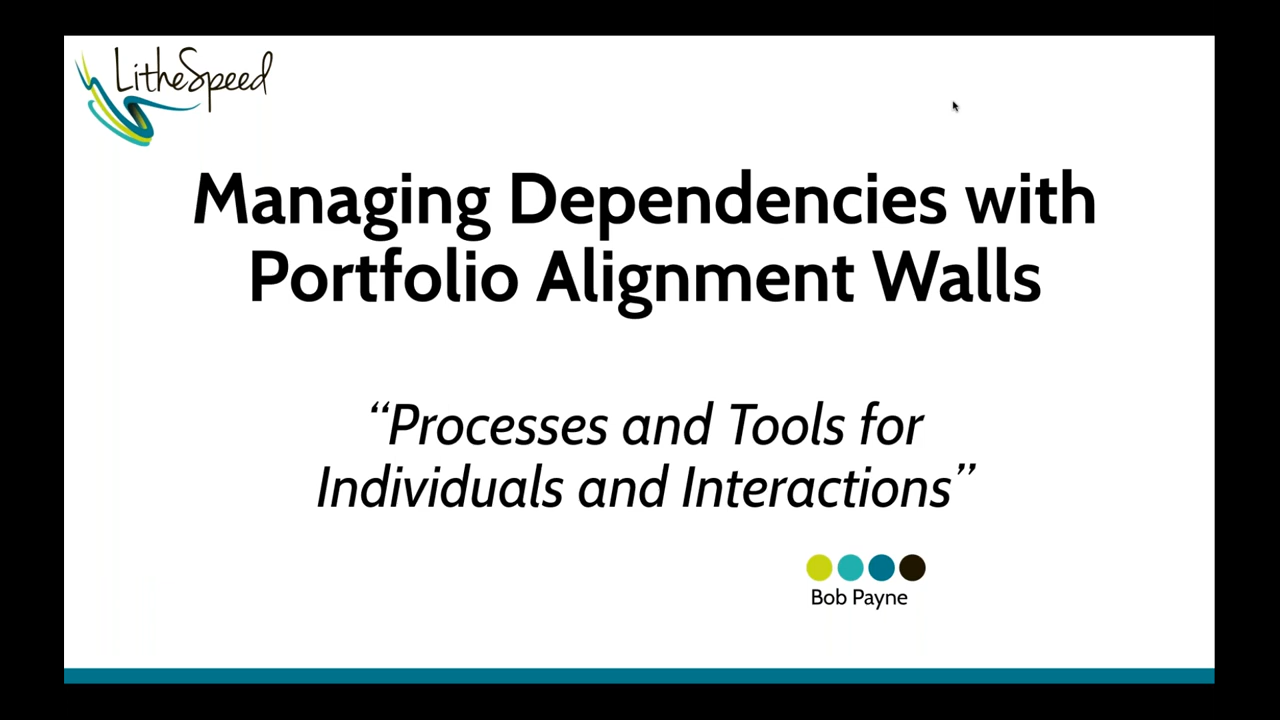 LitheSpeed
Managing Dependencies with
Portfolio Alignment Walls
“Processes and Tools for
Individuals and Interactions”
Bob Payne